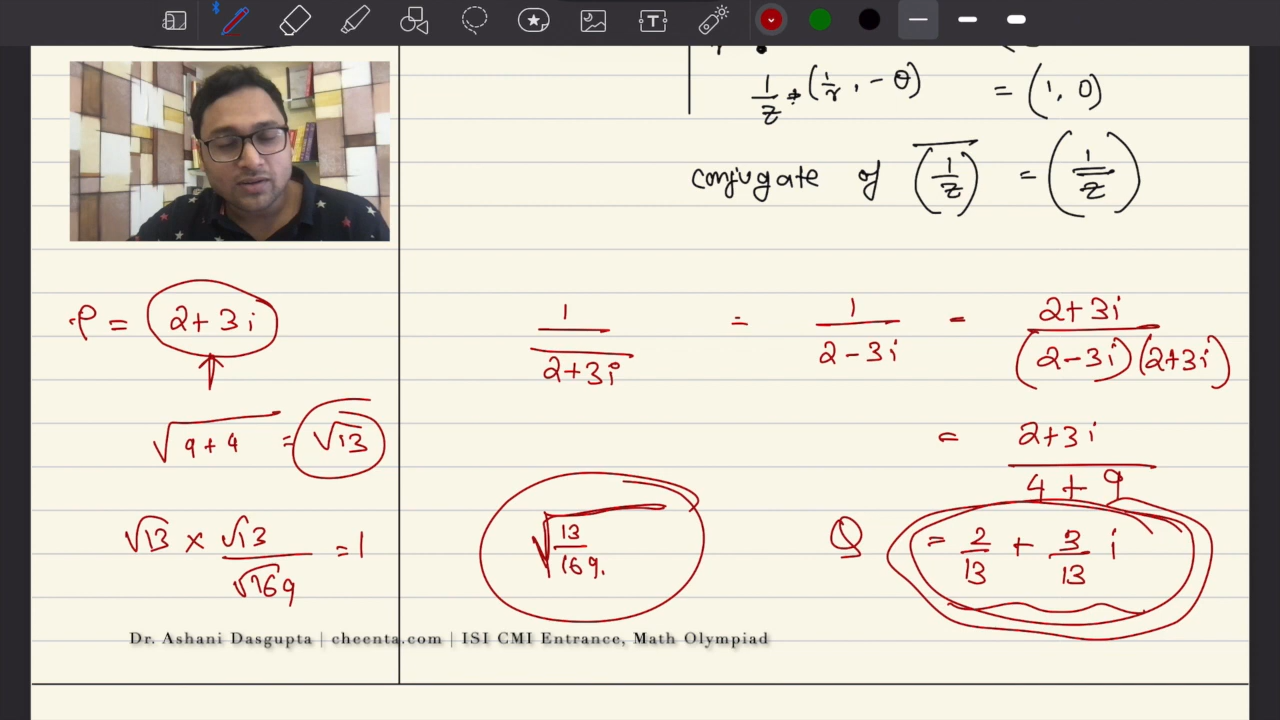 1/z → (1/r, -θ) = (1, 0)
conjugate of \overline{(1/z)} = (1/z)
P = 2+3i
1/\overline{2+3i} = 1/(2-3i) = (2+3i)/((2-3i)(2+3i))
√(9+4) = √13
= (2+3i)/(4+9)
√13 × √13/√169 = 1
√(13/169)
Q = 2/13 + 3/13 i
Dr. Ashani Dasgupta | cheenta.com | ISI CMI Entrance, Math Olympiad